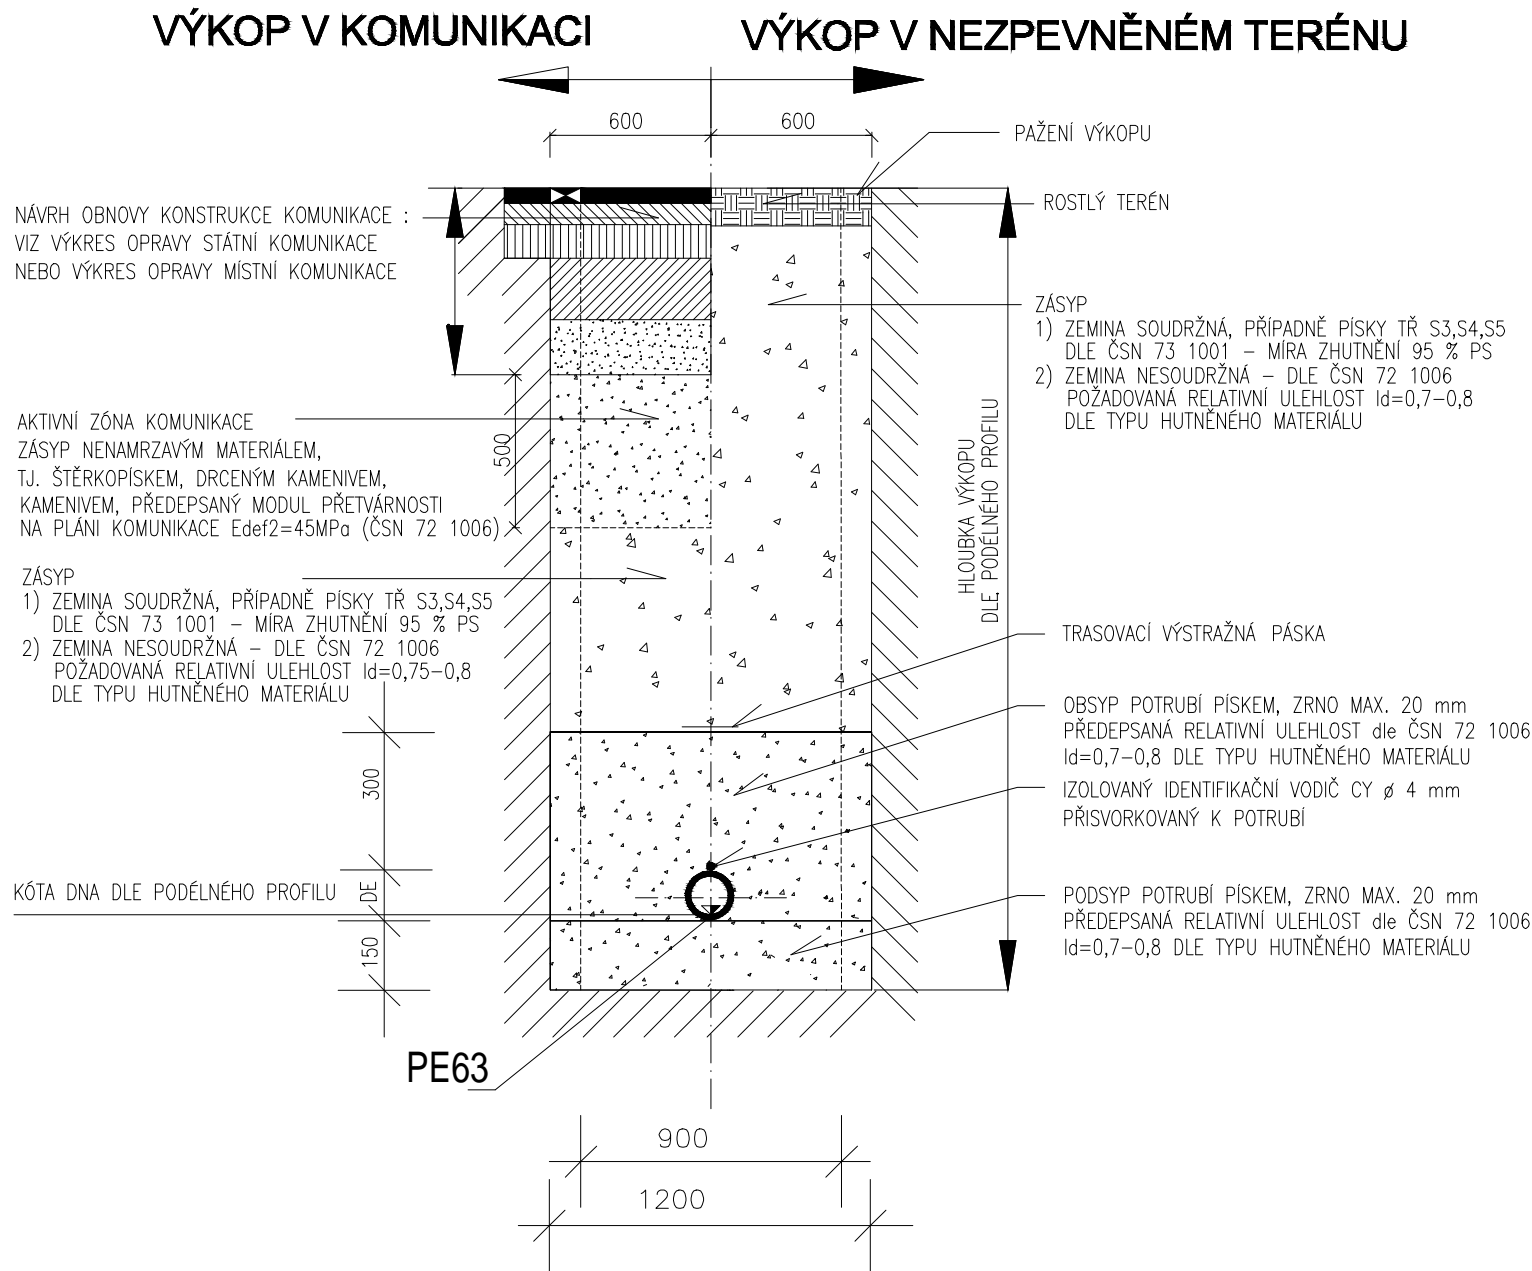 VÝKOP V KOMUNIKACI
VÝKOP V NEZPEVNĚNÉM TERÉNU
600
600
PAŽENÍ VÝKOPU
ROSTLÝ TERÉN
NÁVRH OBNOVY KONSTRUKCE KOMUNIKACE :
VIZ VÝKRES OPRAVY STÁTNÍ KOMUNIKACE
NEBO VÝKRES OPRAVY MÍSTNÍ KOMUNIKACE
ZÁSYP
1) ZEMINA SOUDRŽNÁ, PŘÍPADNĚ PÍSKY TŘ S3,S4,S5
DLE ČSN 73 1001 – MÍRA ZHUTNĚNÍ 95 % PS
2) ZEMINA NESOUDRŽNÁ – DLE ČSN 72 1006
POŽADOVANÁ RELATIVNÍ ULEHLOST Id=0,7–0,8
DLE TYPU HUTNĚNÉHO MATERIÁLU
AKTIVNÍ ZÓNA KOMUNIKACE
ZÁSYP NENAMRZAVÝM MATERIÁLEM,
TJ. ŠTĚRKOPÍSKEM, DRCENÝM KAMENIVEM,
KAMENIVEM, PŘEDEPSANÝ MODUL PŘETVÁRNOSTI
NA PLÁNI KOMUNIKACE Edef2=45MPa (ČSN 72 1006)
500
HLOUBKA VÝKOPU
DLE PODÉLNÉHO PROFILU
ZÁSYP
1) ZEMINA SOUDRŽNÁ, PŘÍPADNĚ PÍSKY TŘ S3,S4,S5
DLE ČSN 73 1001 – MÍRA ZHUTNĚNÍ 95 % PS
2) ZEMINA NESOUDRŽNÁ – DLE ČSN 72 1006
POŽADOVANÁ RELATIVNÍ ULEHLOST Id=0,75–0,8
DLE TYPU HUTNĚNÉHO MATERIÁLU
TRASOVACÍ VÝSTRAŽNÁ PÁSKA
OBSYP POTRUBÍ PÍSKEM, ZRNO MAX. 20 mm
PŘEDEPSANÁ RELATIVNÍ ULEHLOST dle ČSN 72 1006
Id=0,7–0,8 DLE TYPU HUTNĚNÉHO MATERIÁLU
300
IZOLOVANÝ IDENTIFIKAČNÍ VODIČ CY ø 4 mm
PŘISVORKOVANÝ K POTRUBÍ
KÓTA DNA DLE PODÉLNÉHO PROFILU
DE
PODSYP POTRUBÍ PÍSKEM, ZRNO MAX. 20 mm
PŘEDEPSANÁ RELATIVNÍ ULEHLOST dle ČSN 72 1006
Id=0,7–0,8 DLE TYPU HUTNĚNÉHO MATERIÁLU
150
PE63
900
1200